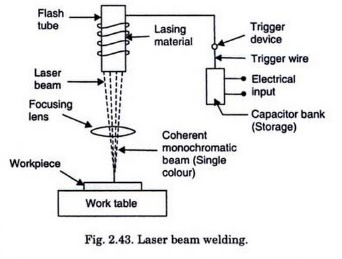 Flash
tube
Lasing
material
Trigger
device
Trigger wire
Laser
beam
Electrical
input
Focusing
lens
Capacitor bank
(Storage)
Coherent
monochromatic
beam (Single
colour)
Workpiece
Work table
Fig. 2.43. Laser beam welding.